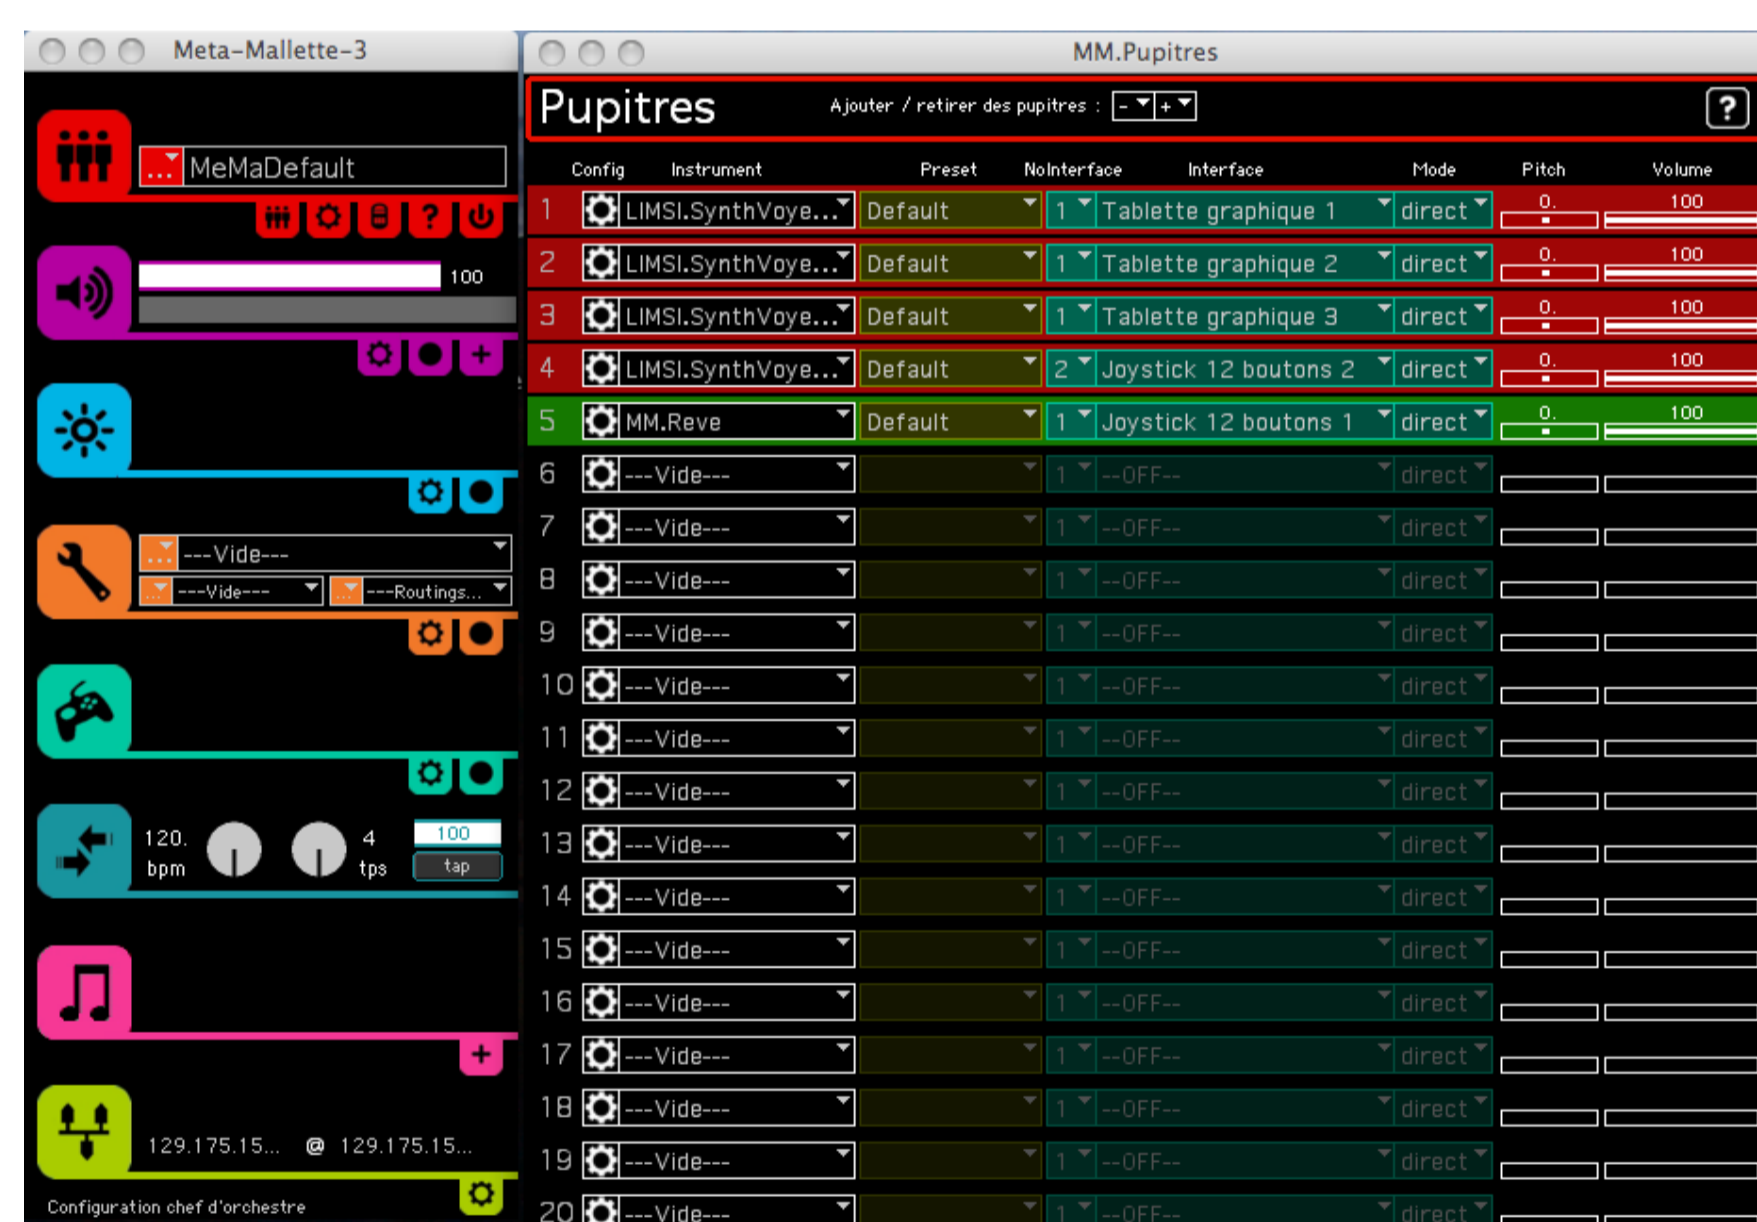 Meta-Mallette-3
... MeMaDefault
?
100
+
... ---Vide---
... ---Vide--- ... ---Routings...
120. 4 100
bpm tps tap
+
129.175.15... @ 129.175.15...
Configuration chef d'orchestre
MM.Pupitres
Pupitres Ajouter / retirer des pupitres : - + ?
Config Instrument Preset NoInterface Interface Mode Pitch Volume
1 LIMSI.SynthVoye... Default 1 Tablette graphique 1 direct 0. 100
2 LIMSI.SynthVoye... Default 1 Tablette graphique 2 direct 0. 100
3 LIMSI.SynthVoye... Default 1 Tablette graphique 3 direct 0. 100
4 LIMSI.SynthVoye... Default 2 Joystick 12 boutons 2 direct 0. 100
5 MM.Reve Default 1 Joystick 12 boutons 1 direct 0. 100
6 ---Vide--- 1 --OFF-- direct
7 ---Vide--- 1 --OFF-- direct
8 ---Vide--- 1 --OFF-- direct
9 ---Vide--- 1 --OFF-- direct
10 ---Vide--- 1 --OFF-- direct
11 ---Vide--- 1 --OFF-- direct
12 ---Vide--- 1 --OFF-- direct
13 ---Vide--- 1 --OFF-- direct
14 ---Vide--- 1 --OFF-- direct
15 ---Vide--- 1 --OFF-- direct
16 ---Vide--- 1 --OFF-- direct
17 ---Vide--- 1 --OFF-- direct
18 ---Vide--- 1 --OFF-- direct
19 ---Vide--- 1 --OFF-- direct
20 ---Vide--- 1 --OFF-- direct